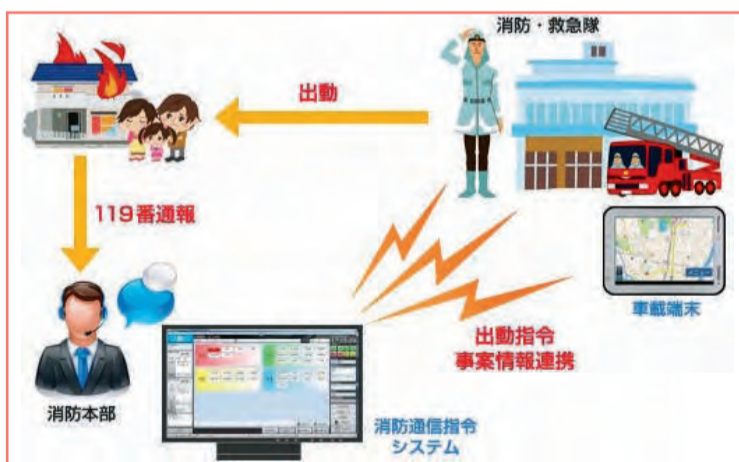 消防・救急隊
出動
119番通報
車載端末
出動指令
事案情報連携
消防本部
消防通信指令
システム